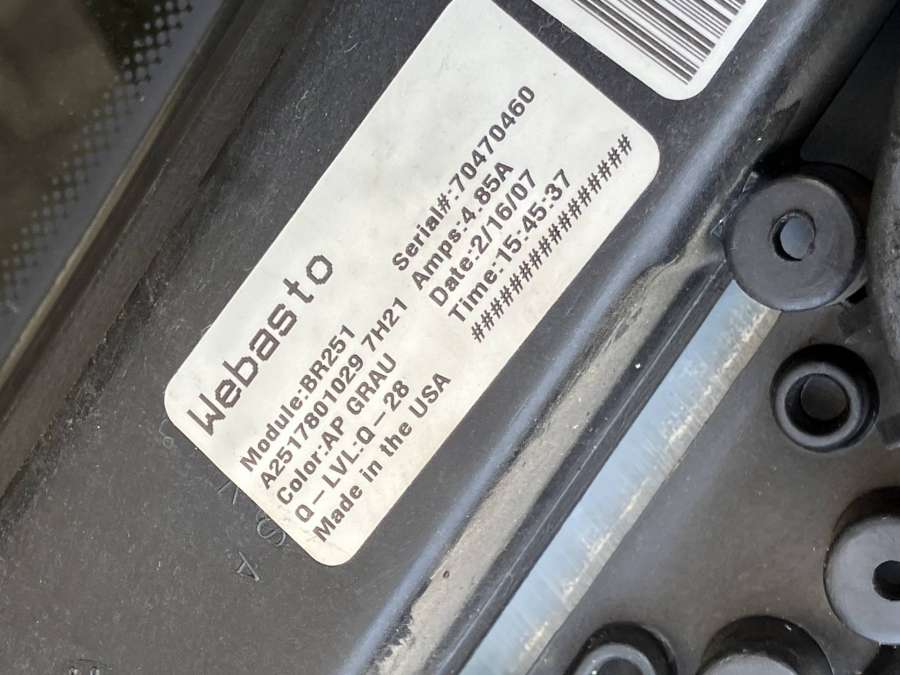 Webasto
Module:BR251
A2517801029 7H21
Color:AP GRAU
Q-LVL:Q-28
Made in the USA
Serial#:70470460
Amps:4.85A
Date:2/16/07
Time:15:45:37
################